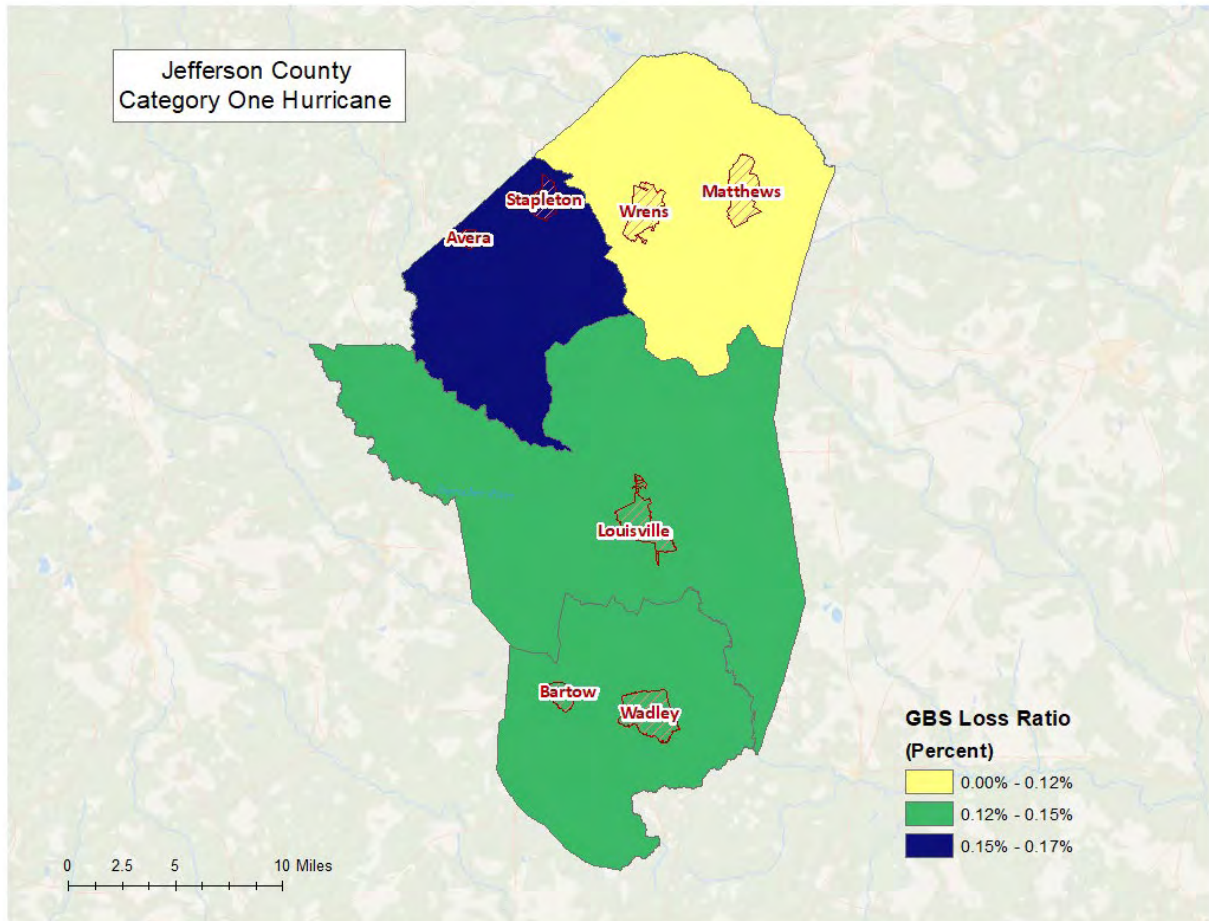 Jefferson County
Category One Hurricane
Stapleton
Matthews
Wrens
Avera
Louisville
Bartow
Wadley
GBS Loss Ratio
(Percent)
0.00% - 0.12%
0.12% - 0.15%
0.15% - 0.17%
0 2.5 5 10 Miles